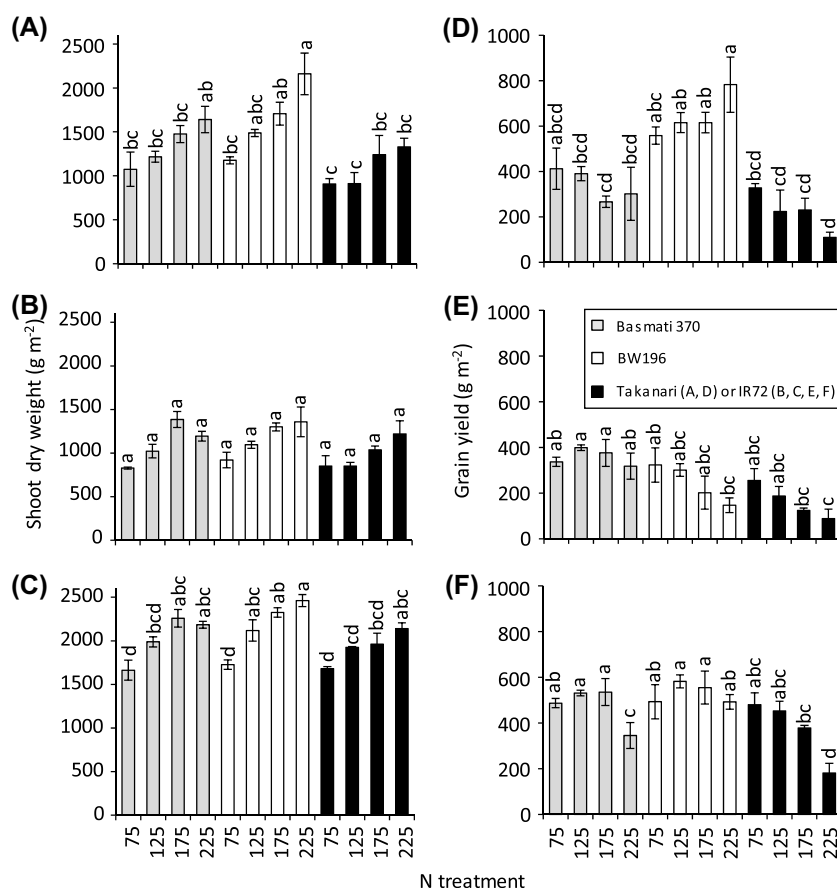 (A)
2500
2000
1500
1000
500
0
bc bc bc ab bc abc ab a c c bc bc
(D)
1000
800
600
400
200
0
abcd bcd cd bcd abc ab ab a bcd cd cd d
(B)
2500
2000
1500
1000
500
0
a a a a a a a a a a a a
Shoot dry weight (g m-2)
(E)
1000
800
600
400
200
0
Basmati 370
BW196
Takanari (A, D) or IR72 (B, C, E, F)
ab a a ab ab abc abc bc abc abc bc c
Grain yield (g m-2)
(C)
2500
2000
1500
1000
500
0
d bcd abc abc d abc ab a d cd bcd abc
75 125 175 225 75 125 175 225 75 125 175 225
(F)
1000
800
600
400
200
0
ab a a c ab a a ab abc abc bc d
75 125 175 225 75 125 175 225 75 125 175 225
N treatment